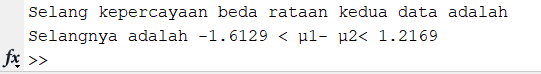 Selang kepercayaan beda rataan kedua data adalah
Selangnya adalah -1.6129 < µ1- µ2< 1.2169
fx >>